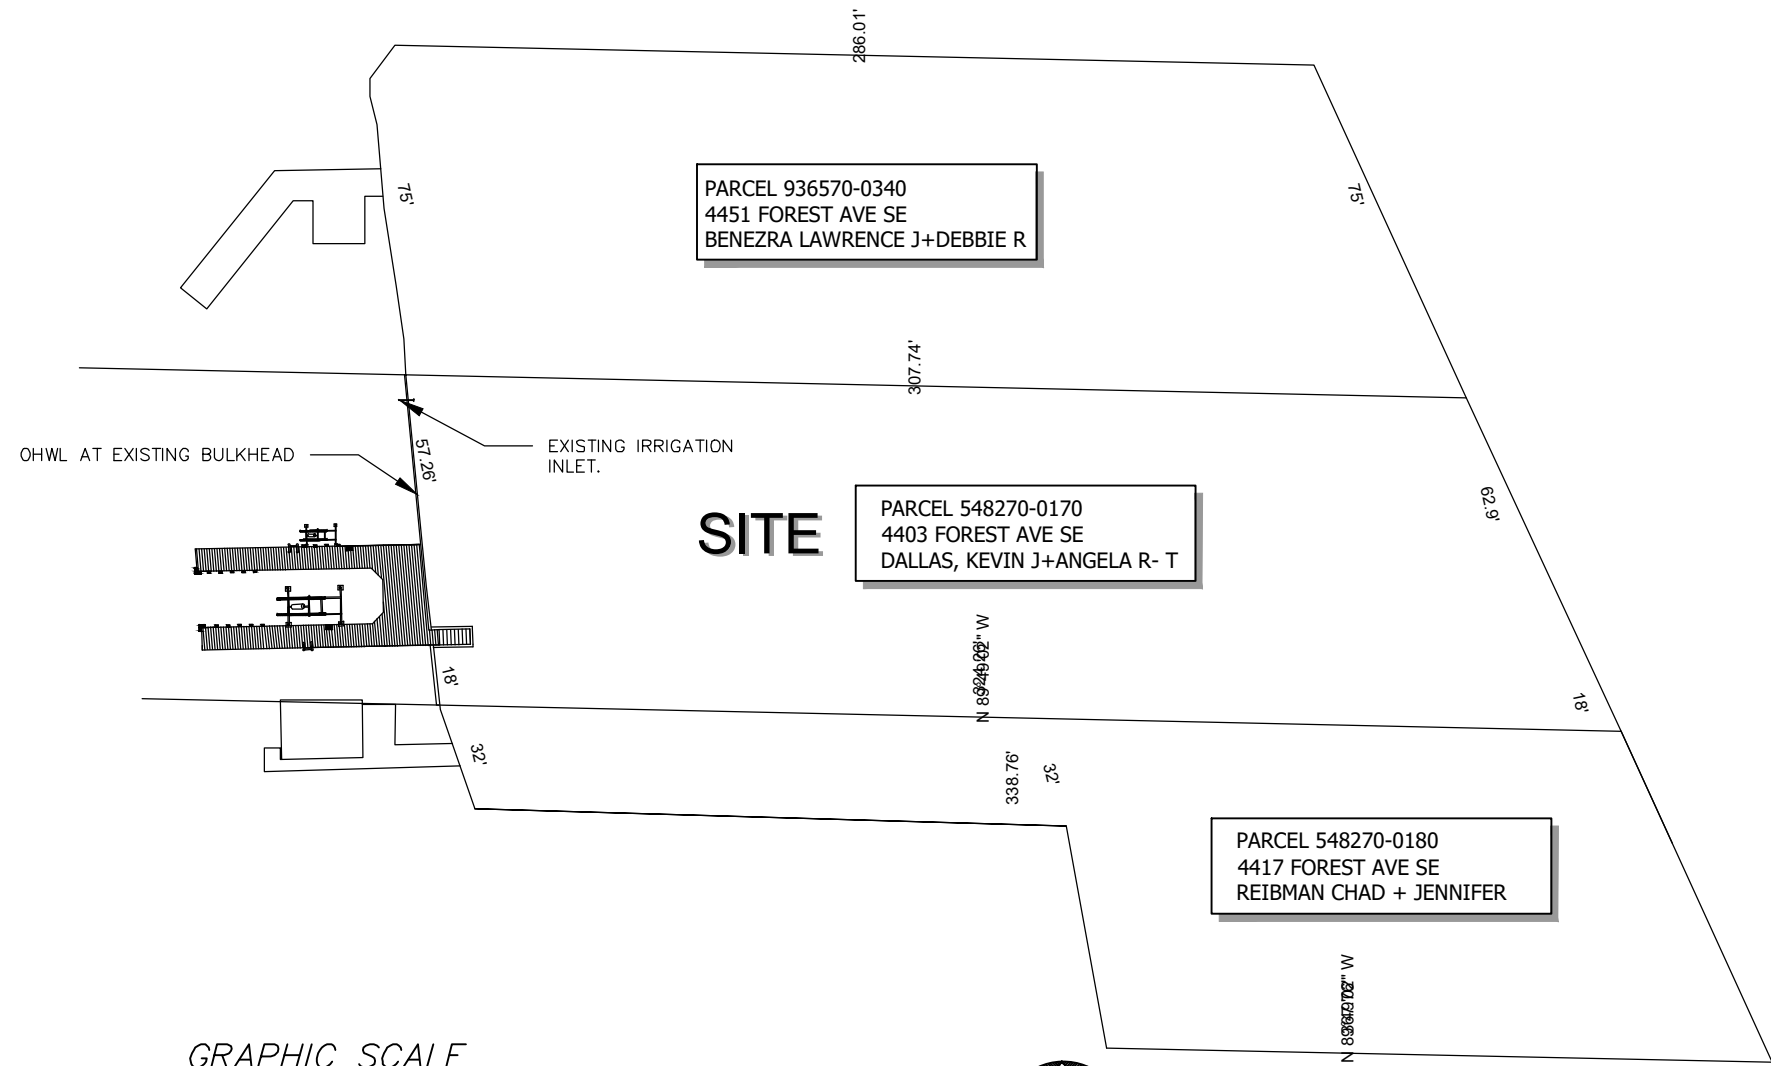 286.01'
75'
75'
PARCEL 936570-0340
4451 FOREST AVE SE
BENEZRA LAWRENCE J+DEBBIE R
307.74'
OHWL AT EXISTING BULKHEAD
57.26'
EXISTING IRRIGATION
INLET.
SITE
PARCEL 548270-0170
4403 FOREST AVE SE
DALLAS, KEVIN J+ANGELA R- T
62.9'
18'
18'
32'
338.76'
32'
PARCEL 548270-0180
4417 FOREST AVE SE
REIBMAN CHAD + JENNIFER
GRAPHIC SCALE